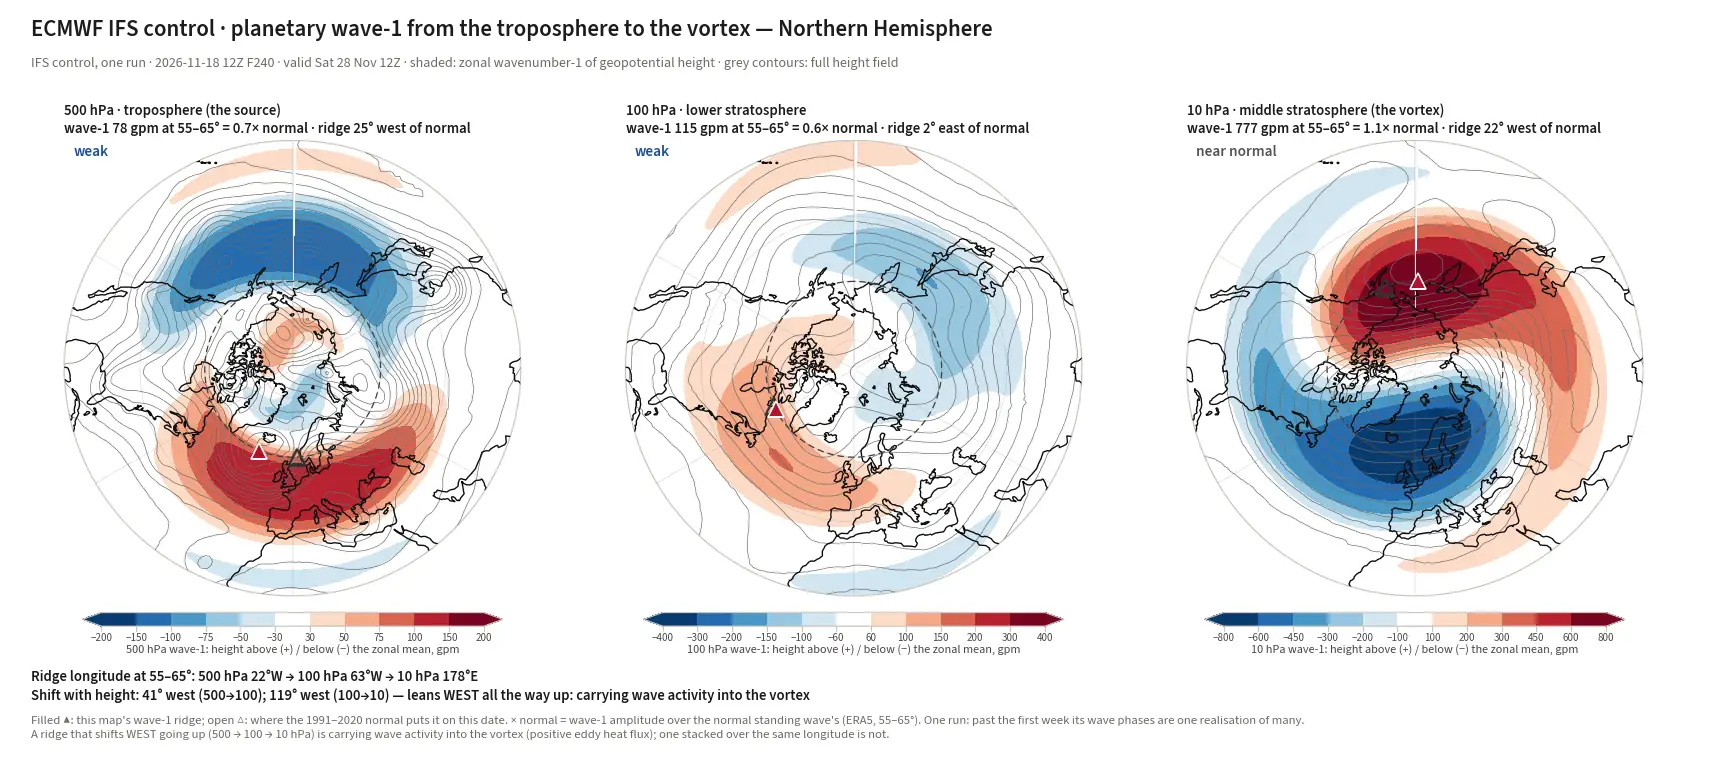 ECMWF IFS control · planetary wave-1 from the troposphere to the vortex — Northern Hemisphere
IFS control, one run · 2026-11-18 12Z F240 · valid Sat 28 Nov 12Z · shaded: zonal wavenumber-1 of geopotential height · grey contours: full height field
500 hPa · troposphere (the source)
wave-1 78 gpm at 55–65° = 0.7× normal · ridge 25° west of normal
weak
100 hPa · lower stratosphere
wave-1 115 gpm at 55–65° = 0.6× normal · ridge 2° east of normal
weak
10 hPa · middle stratosphere (the vortex)
wave-1 777 gpm at 55–65° = 1.1× normal · ridge 22° west of normal
near normal
−200 −150 −100 −75 −50 −30 30 50 75 100 150 200
500 hPa wave-1: height above (+) / below (−) the zonal mean, gpm
−400 −300 −200 −150 −100 −60 60 100 150 200 300 400
100 hPa wave-1: height above (+) / below (−) the zonal mean, gpm
−800 −600 −450 −300 −200 −100 100 200 300 450 600 800
10 hPa wave-1: height above (+) / below (−) the zonal mean, gpm
Ridge longitude at 55–65°: 500 hPa 22°W → 100 hPa 63°W → 10 hPa 178°E
Shift with height: 41° west (500→100); 119° west (100→10) — leans WEST all the way up: carrying wave activity into the vortex
Filled ▲: this map's wave-1 ridge; open △: where the 1991–2020 normal puts it on this date. × normal = wave-1 amplitude over the normal standing wave's (ERA5, 55–65°). One run: past the first week its wave phases are one realisation of many.
A ridge that shifts WEST going up (500 → 100 → 10 hPa) is carrying wave activity into the vortex (positive eddy heat flux); one stacked over the same longitude is not.